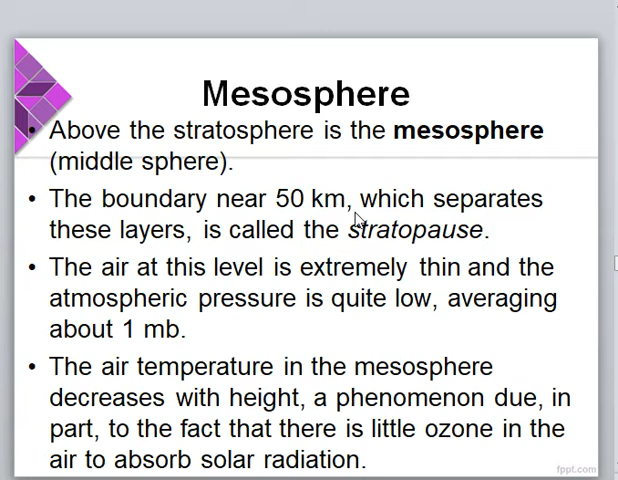 Mesosphere
• Above the stratosphere is the mesosphere
(middle sphere).
• The boundary near 50 km, which separates
these layers, is called the stratopause.
• The air at this level is extremely thin and the
atmospheric pressure is quite low, averaging
about 1 mb.
• The air temperature in the mesosphere
decreases with height, a phenomenon due, in
part, to the fact that there is little ozone in the
air to absorb solar radiation.
fppt.com